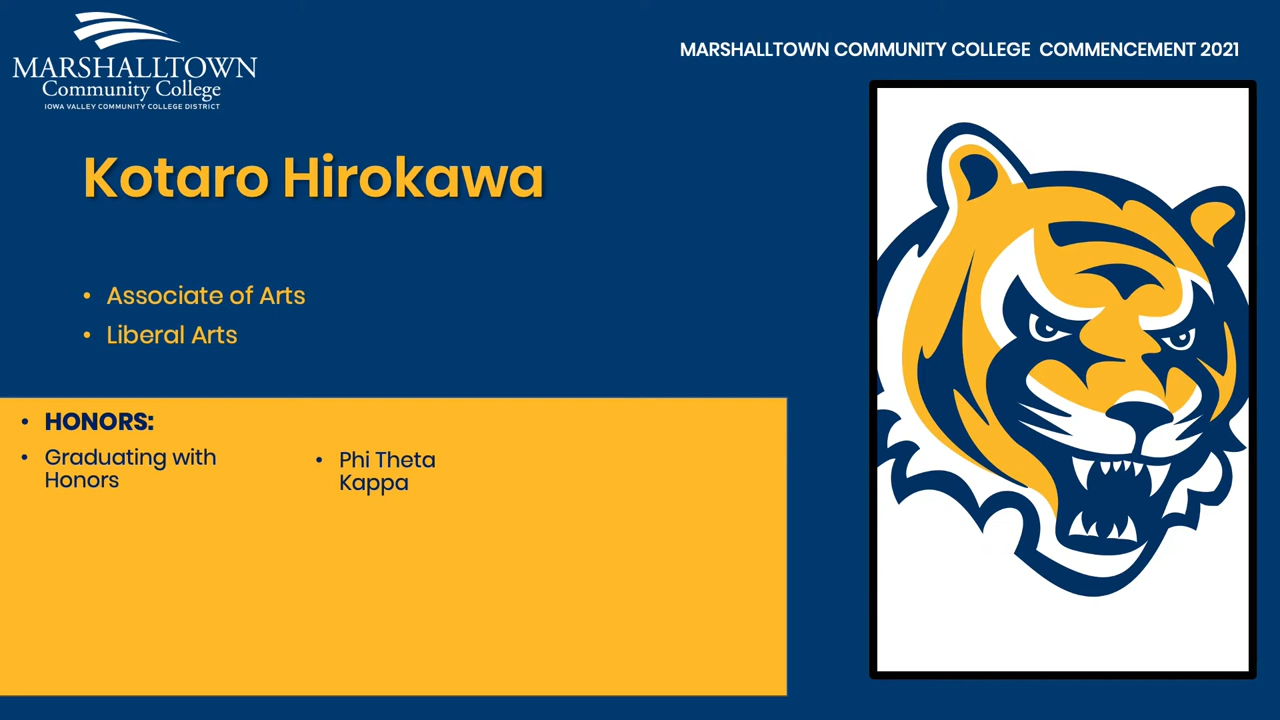 MARSHALLTOWN
Community College
IOWA VALLEY COMMUNITY COLLEGE DISTRICT
MARSHALLTOWN COMMUNITY COLLEGE  COMMENCEMENT 2021
Kotaro Hirokawa
• Associate of Arts
• Liberal Arts
• HONORS:
• Graduating with
Honors
• Phi Theta
Kappa